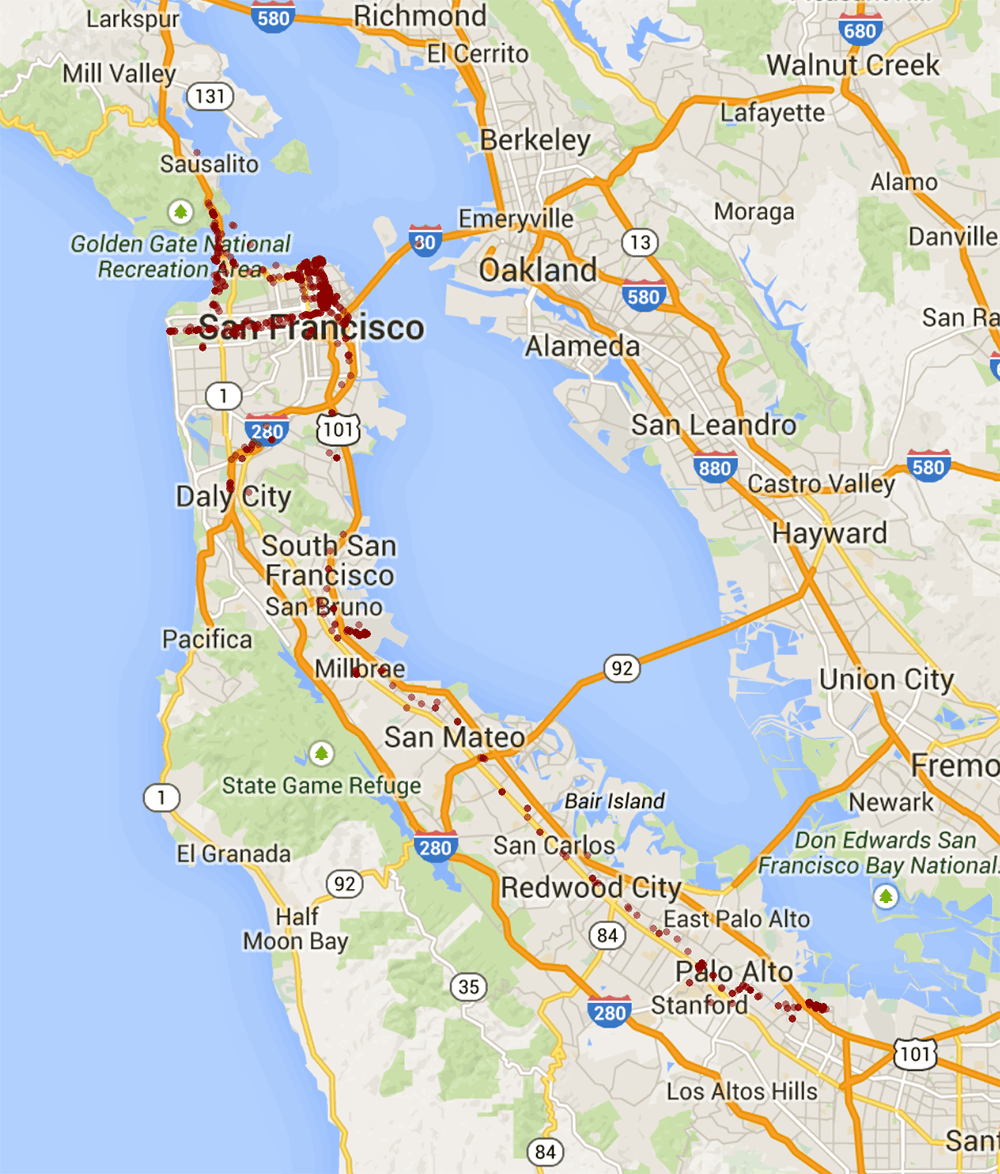 Larkspur
580
Richmond
680
El Cerrito
Mill Valley
Walnut Creek
131
Lafayette
Berkeley
Sausalito
Alamo
Moraga
Emeryville
Golden Gate National
Recreation Area
80
13
Danville
Oakland
580
San Ra
San Francisco
Alameda
1
280
101
San Leandro
880
580
Castro Valley
Daly City
Hayward
South San
Francisco
San Bruno
Pacifica
Millbrae
92
Union City
San Mateo
State Game Refuge
Fremo
1
Bair Island
Newark
280
San Carlos
Don Edwards San
Francisco Bay National.
El Granada
92
Redwood City
Half
Moon Bay
East Palo Alto
84
Palo Alto
35
Stanford
280
101
Los Altos Hills
Sant
84